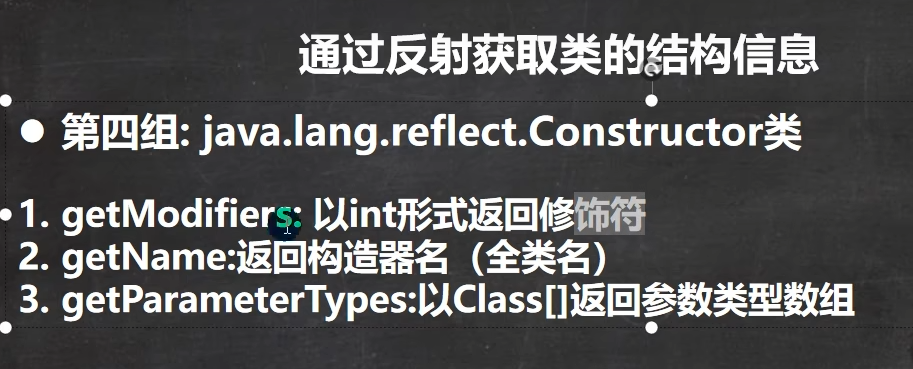 通过反射获取类的结构信息
● 第四组: java.lang.reflect.Constructor类
1. getModifiers: 以int形式返回修饰符
2. getName:返回构造器名（全类名）
3. getParameterTypes:以Class[]返回参数类型数组